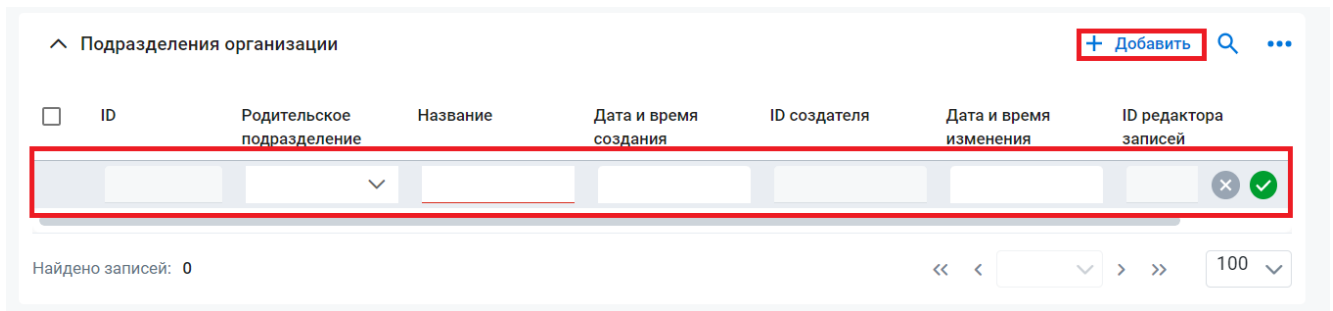 Подразделения организации
Добавить
ID
Родительское
подразделение
Название
Дата и время
создания
ID создателя
Дата и время
изменения
ID редактора
записей
Найдено записей: 0
100